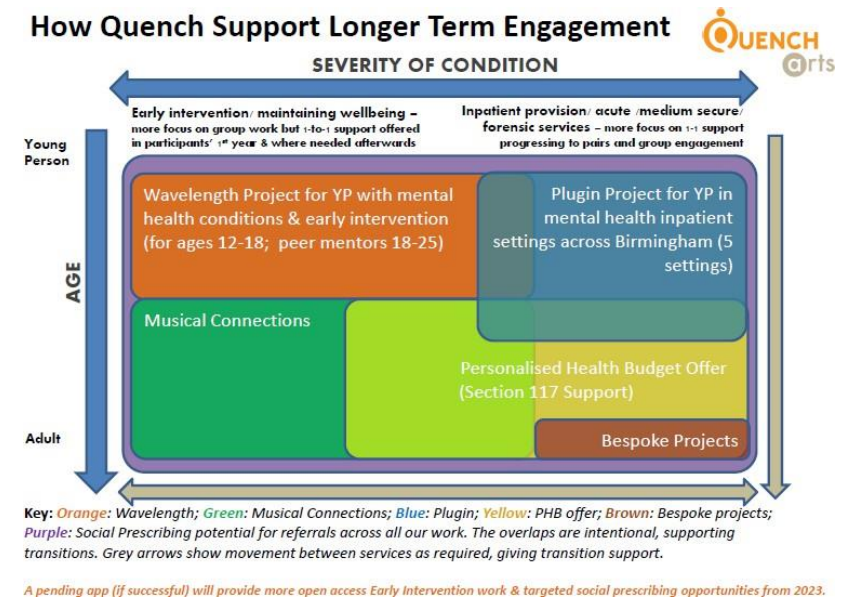 How Quench Support Longer Term Engagement
QUENCH
arts
SEVERITY OF CONDITION
Early intervention/ maintaining wellbeing –
more focus on group work but 1-to-1 support offered
in participants' 1st year & where needed afterwards
Inpatient provision/ acute /medium secure/
forensic services – more focus on 1-1 support
progressing to pairs and group engagement
Young
Person
AGE
Adult
Wavelength Project for YP with mental
health conditions & early intervention
(for ages 12-18; peer mentors 18-25)
Plugin Project for YP in
mental health inpatient
settings across Birmingham (5
settings)
Musical Connections
Personalised Health Budget Offer
(Section 117 Support)
Bespoke Projects
Key: Orange: Wavelength; Green: Musical Connections; Blue: Plugin; Yellow: PHB offer; Brown: Bespoke projects;
Purple: Social Prescribing potential for referrals across all our work. The overlaps are intentional, supporting
transitions. Grey arrows show movement between services as required, giving transition support.
A pending app (if successful) will provide more open access Early Intervention work & targeted social prescribing opportunities from 2023.